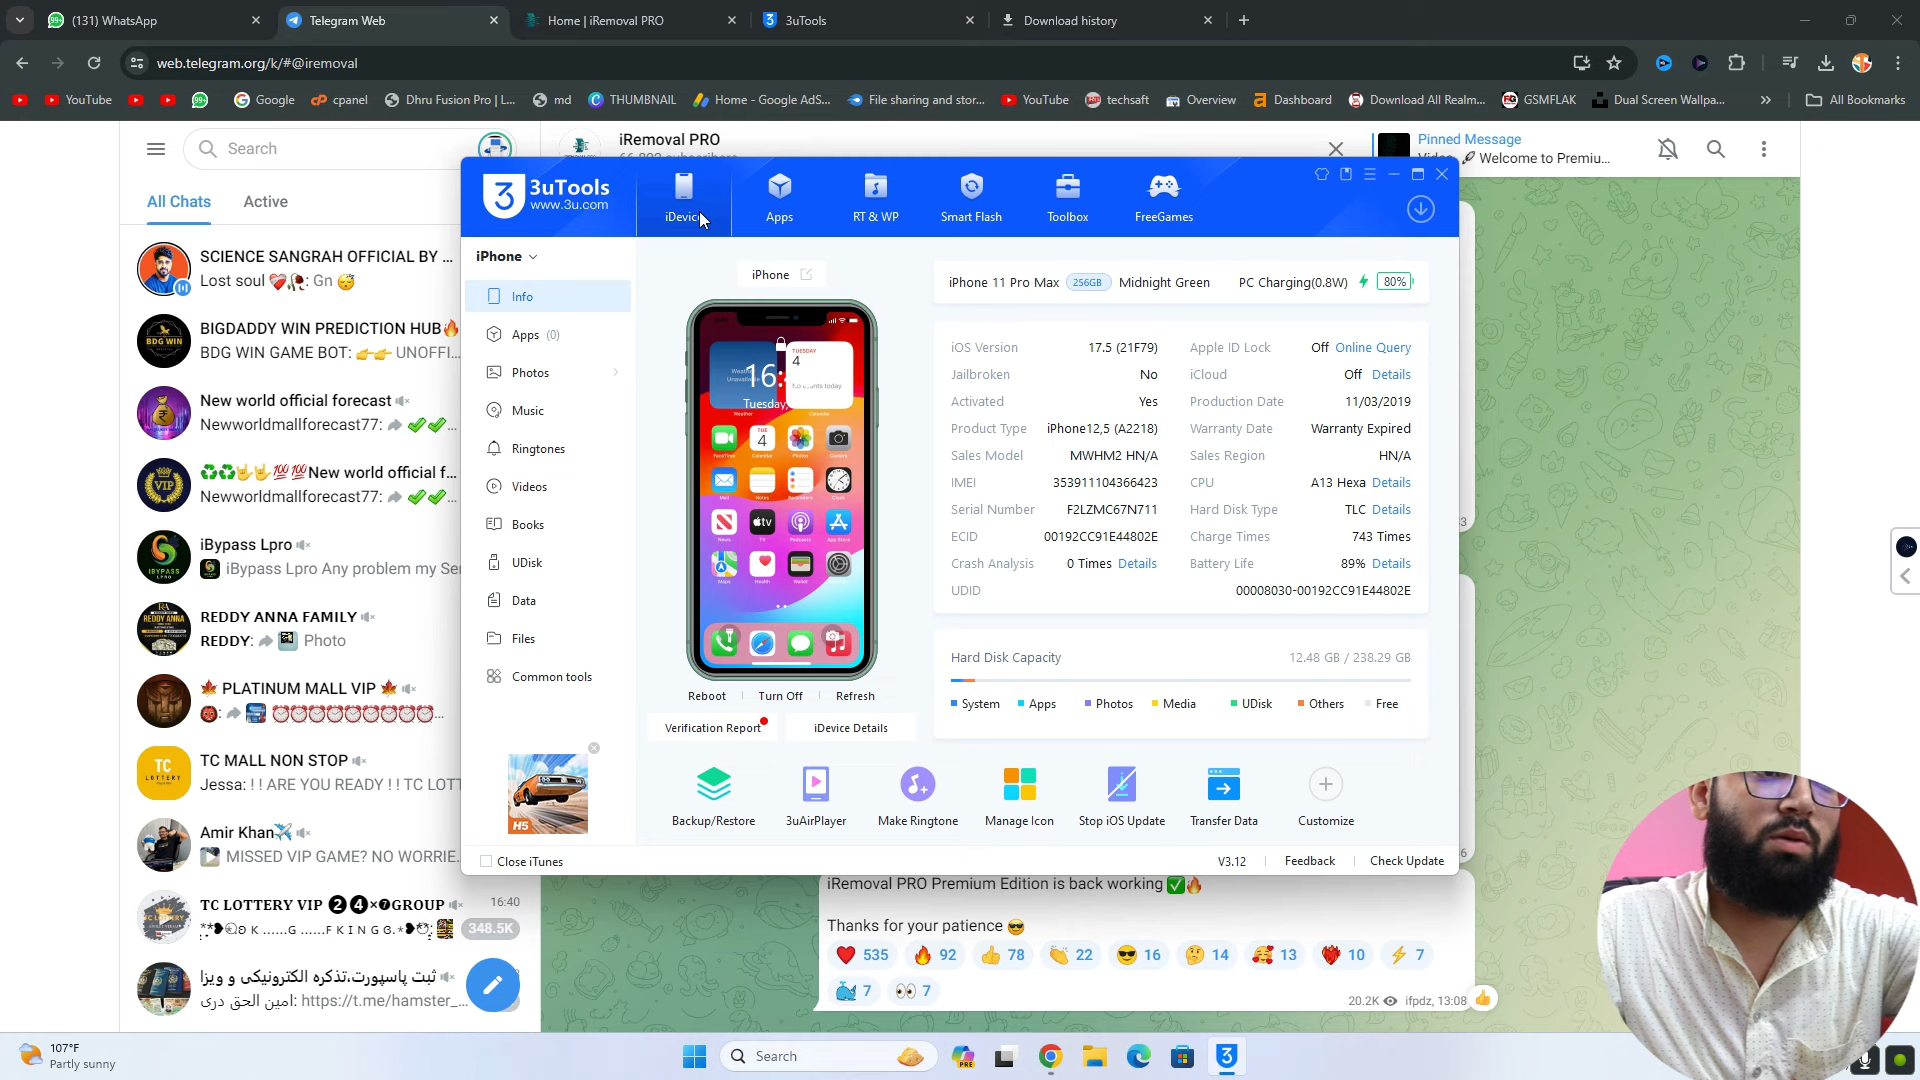 (131) WhatsApp
Telegram Web
Home | iRemoval PRO
3uTools
Download history
web.telegram.org/k/#@iremoval
YouTube
Google
cpanel
Dhru Fusion Pro | L...
md
THUMBNAIL
Home - Google AdS...
File sharing and stor...
YouTube
techsaft
Overview
Dashboard
Download All Realm...
GSMFLAK
Dual Screen Wallpa...
All Bookmarks
Search
iRemoval PRO
Pinned Message
Welcome to Premiu...
All Chats
Active
SCIENCE SANGRAH OFFICIAL BY ...
Lost soul ❤️‍🩹🥀: Gn 😴
BIGDADDY WIN PREDICTION HUB🔥
BDG WIN GAME BOT: 👉👉 UNOFFI...
New world official forecast
Newworldmallforecast77:
♻️♻️🤟🤟💯💯New world official f...
Newworldmallforecast77:
iBypass Lpro
iBypass Lpro Any problem my Se
REDDY ANNA FAMILY
REDDY: Photo
🍁 PLATINUM MALL VIP 🍁
TC MALL NON STOP
Jessa: ! ! ARE YOU READY ! ! TC LOTT
Amir Khan✈️
MISSED VIP GAME? NO WORRIE...
TC LOTTERY VIP ❷❹×❼GROUP
16:40
348.5K
ثبت پاسپورت،تذکره الکترونیکی و ویزا
امین الحق دری: https://t.me/hamster_...
3uTools
www.3u.com
iDevice
Apps
RT & WP
Smart Flash
Toolbox
FreeGames
iPhone
Info
Apps (0)
Photos
Music
Ringtones
Videos
Books
UDisk
Data
Files
Common tools
H5
Close iTunes
iPhone
Reboot
Turn Off
Refresh
Verification Report
iDevice Details
iPhone 11 Pro Max 256GB Midnight Green PC Charging(0.8W) 80%
iOS Version 17.5 (21F79) Apple ID Lock Off Online Query
Jailbroken No iCloud Off Details
Activated Yes Production Date 11/03/2019
Product Type iPhone12,5 (A2218) Warranty Date Warranty Expired
Sales Model MWHM2 HN/A Sales Region HN/A
IMEI 353911104366423 CPU A13 Hexa Details
Serial Number F2LZMC67N711 Hard Disk Type TLC Details
ECID 00192CC91E44802E Charge Times 743 Times
Crash Analysis 0 Times Details Battery Life 89% Details
UDID 00008030-00192CC91E44802E
Hard Disk Capacity 12.48 GB / 238.29 GB
System Apps Photos Media UDisk Others Free
Backup/Restore
3uAirPlayer
Make Ringtone
Manage Icon
Stop iOS Update
Transfer Data
Customize
V3.12
Feedback
Check Update
iRemoval PRO Premium Edition is back working ✅🔥
Thanks for your patience 😎
❤️ 535 🔥 92 👍 78 👏 22 😎 16 🤔 14 🥰 13 ❤️‍🔥 10 ⚡ 7
🐳 7 👀 7
20.2K ifpdz, 13:08
107°F
Partly sunny
Search